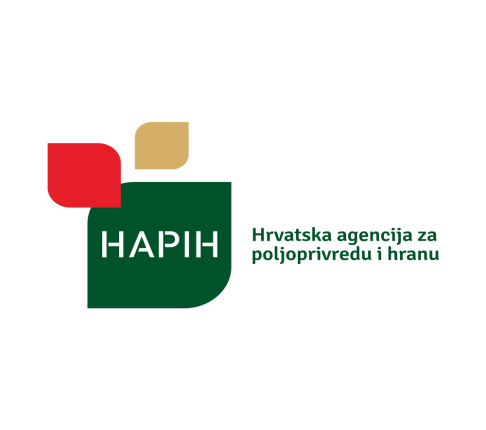 HAPIH
Hrvatska agencija za
poljoprivredu i hranu